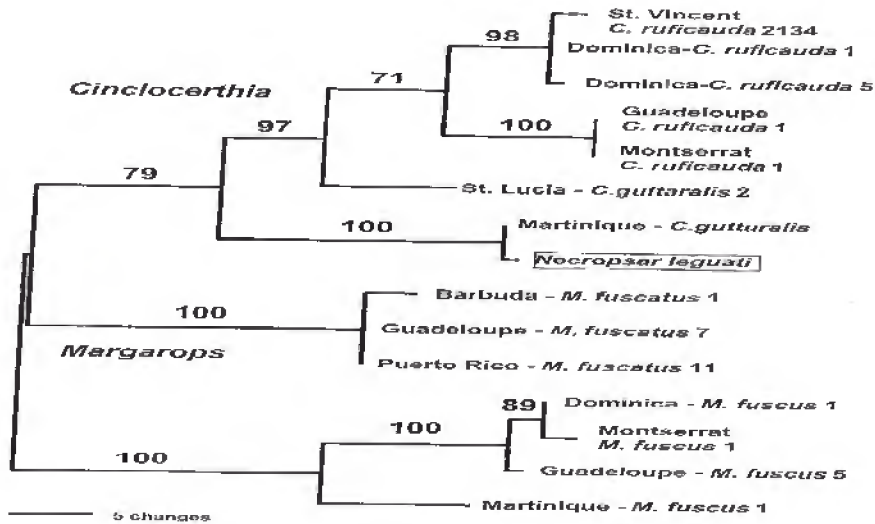 St. Vincent
C. ruficauda 2134
98
Dominica-C. ruficauda 1
71
Cinclocerthia
Dominica-C. ruficauda 5
Guadeloupe
C. ruficauda 1
97
100
Montserrat
C. ruficauda 1
79
St. Lucia - C.guttaralis 2
Martinique - C.gutturalis
100
Necropsar leguati
Barbuda - M. fuscatus 1
100
Guadeloupe - M, fuscatus 7
Margarops
Puerto Rico - M. fuscatus 11
89
Dominica - M. fuscus 1
100
Montserrat
M. fuscus 1
100
Guadeloupe - M. fuscus 5
Martinique - M. fuscus 1
5 changes